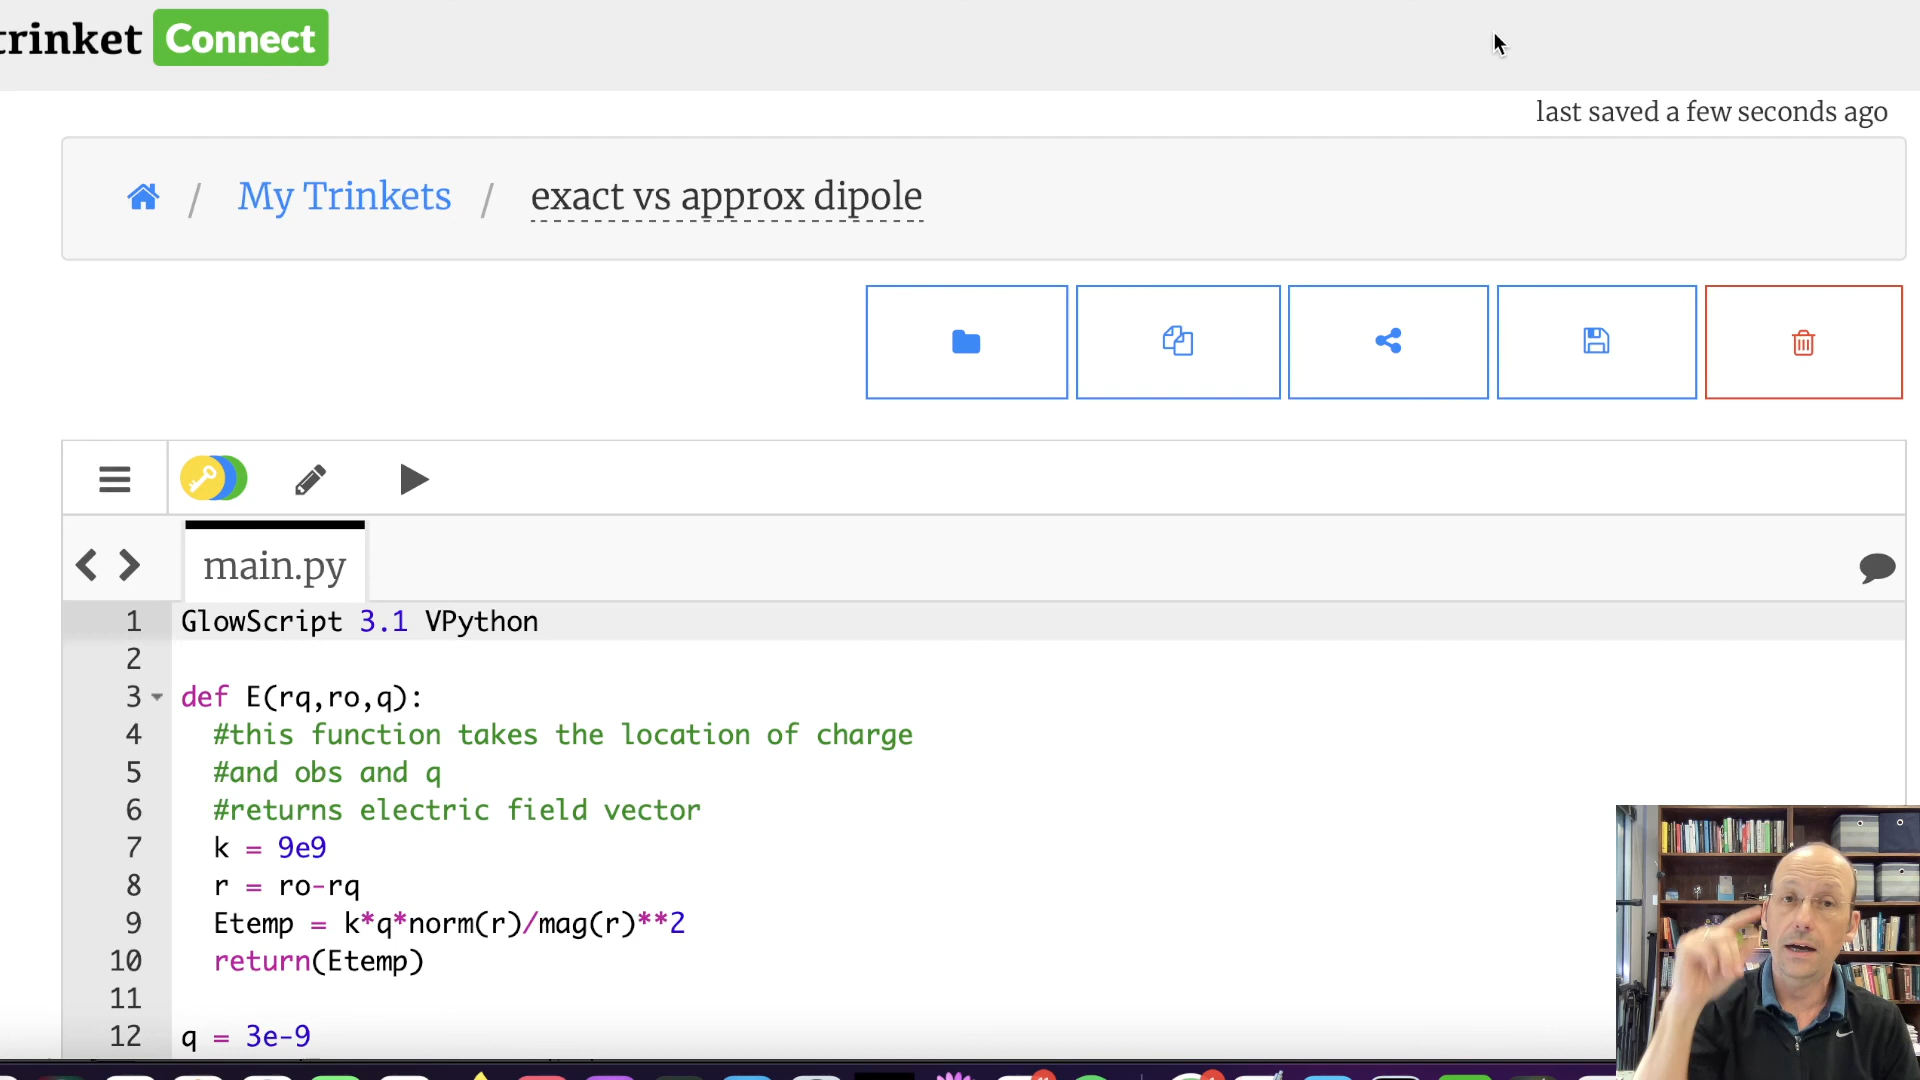 trinket Connect
last saved a few seconds ago
/ My Trinkets / exact vs approx dipole
main.py
1 GlowScript 3.1 VPython
2
3 def E(rq,ro,q):
4 #this function takes the location of charge
5 #and obs and q
6 #returns electric field vector
7 k = 9e9
8 r = ro-rq
9 Etemp = k*q*norm(r)/mag(r)**2
10 return(Etemp)
11
12 q = 3e-9